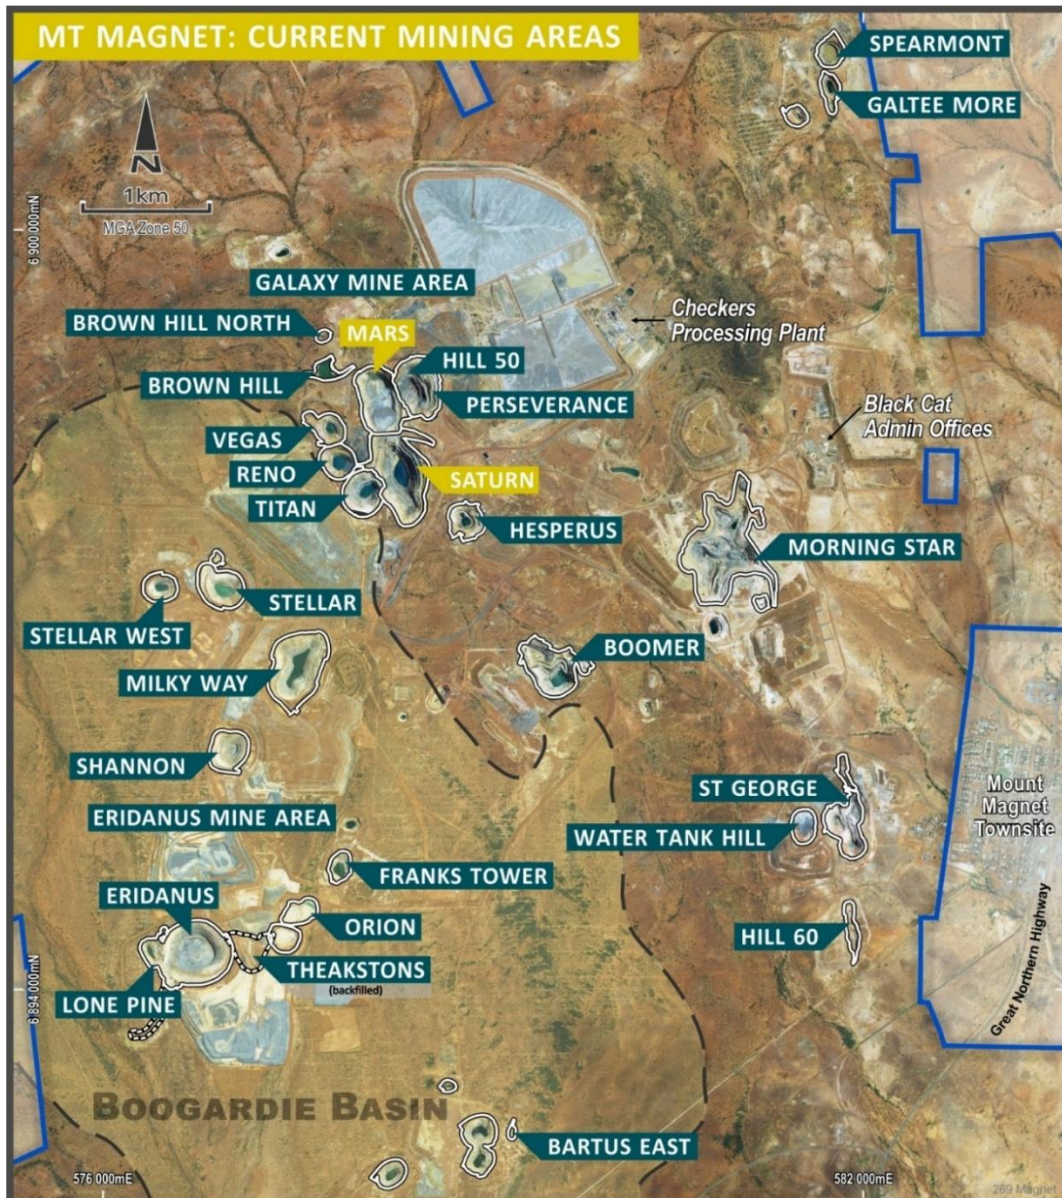 MT MAGNET: CURRENT MINING AREAS
SPEARMONT
GALTEE MORE
N
1km
MGA Zone 50
6 900 000mN
GALAXY MINE AREA
BROWN HILL NORTH
MARS
Checkers
Processing Plant
HILL 50
BROWN HILL
PERSEVERANCE
Black Cat
Admin Offices
VEGAS
RENO
SATURN
TITAN
HESPERUS
MORNING STAR
STELLAR
STELLAR WEST
BOOMER
MILKY WAY
SHANNON
ST GEORGE
Mount
Magnet
Townsite
ERIDANUS MINE AREA
WATER TANK HILL
FRANKS TOWER
ERIDANUS
ORION
HILL 60
THEAKSTONS
(backfilled)
LONE PINE
6 894 000mN
Great Northern Highway
BOOGARDIE BASIN
BARTUS EAST
576 000mE
582 000mE
269 Magnet